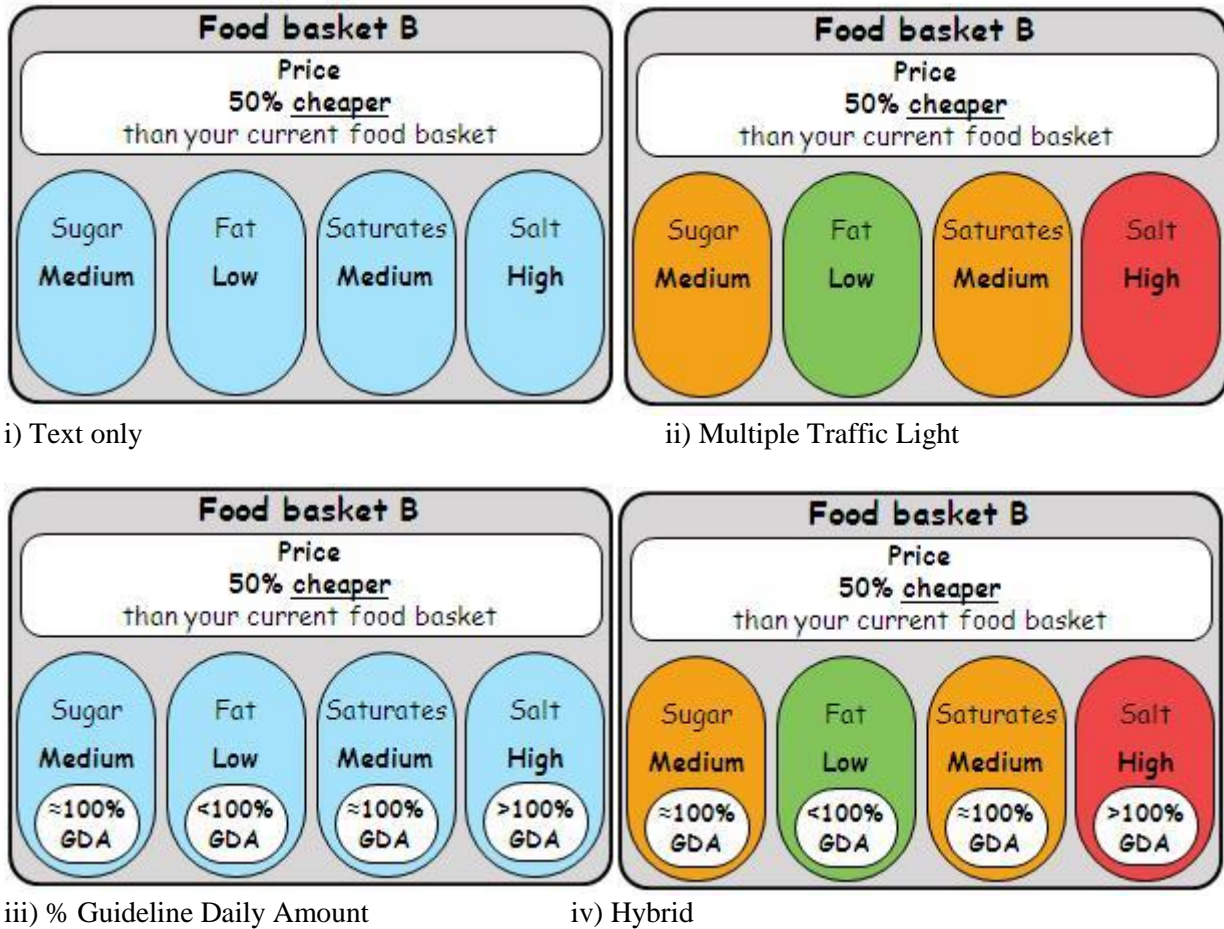 Food basket B
Price
50% cheaper
than your current food basket
Sugar
Medium
Fat
Low
Saturates
Medium
Salt
High
i) Text only
Food basket B
Price
50% cheaper
than your current food basket
Sugar
Medium
Fat
Low
Saturates
Medium
Salt
High
ii) Multiple Traffic Light
Food basket B
Price
50% cheaper
than your current food basket
Sugar
Medium
≈100%
GDA
Fat
Low
<100%
GDA
Saturates
Medium
≈100%
GDA
Salt
High
>100%
GDA
iii) % Guideline Daily Amount
Food basket B
Price
50% cheaper
than your current food basket
Sugar
Medium
≈100%
GDA
Fat
Low
<100%
GDA
Saturates
Medium
≈100%
GDA
Salt
High
>100%
GDA
iv) Hybrid